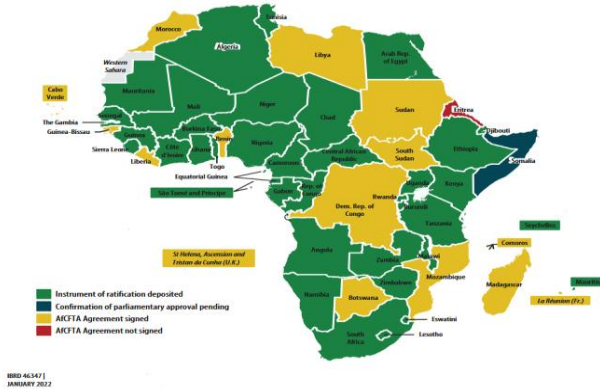 Tunisia
Morocco
Algeria
Libya
Arab Rep.
of Egypt
Western
Sahara
Cabo
Verde
Mauritania
Mali
Niger
Chad
Sudan
Eritrea
Senegal
The Gambia
Guinea-Bissau
Guinea
Burkina Faso
Djibouti
Sierra Leone
Côte
d'Ivoire
Ghana
Benin
Nigeria
Central African
Republic
South
Sudan
Ethiopia
Somalia
Liberia
Togo
Cameroon
Equatorial Guinea
São Tomé and Príncipe
Gabon
Rep. of
Congo
Uganda
Kenya
Rwanda
Burundi
Dem. Rep. of
Congo
Tanzania
Seychelles
Comoros
St Helena, Ascension and
Tristan da Cunha (U.K.)
Angola
Zambia
Malawi
Mozambique
Madagascar
La Réunion (Fr.)
Zimbabwe
Namibia
Botswana
Eswatini
South
Africa
Lesotho
Instrument of ratification deposited
Confirmation of parliamentary approval pending
AfCFTA Agreement signed
AfCFTA Agreement not signed
IBRD 46347 |
JANUARY 2022